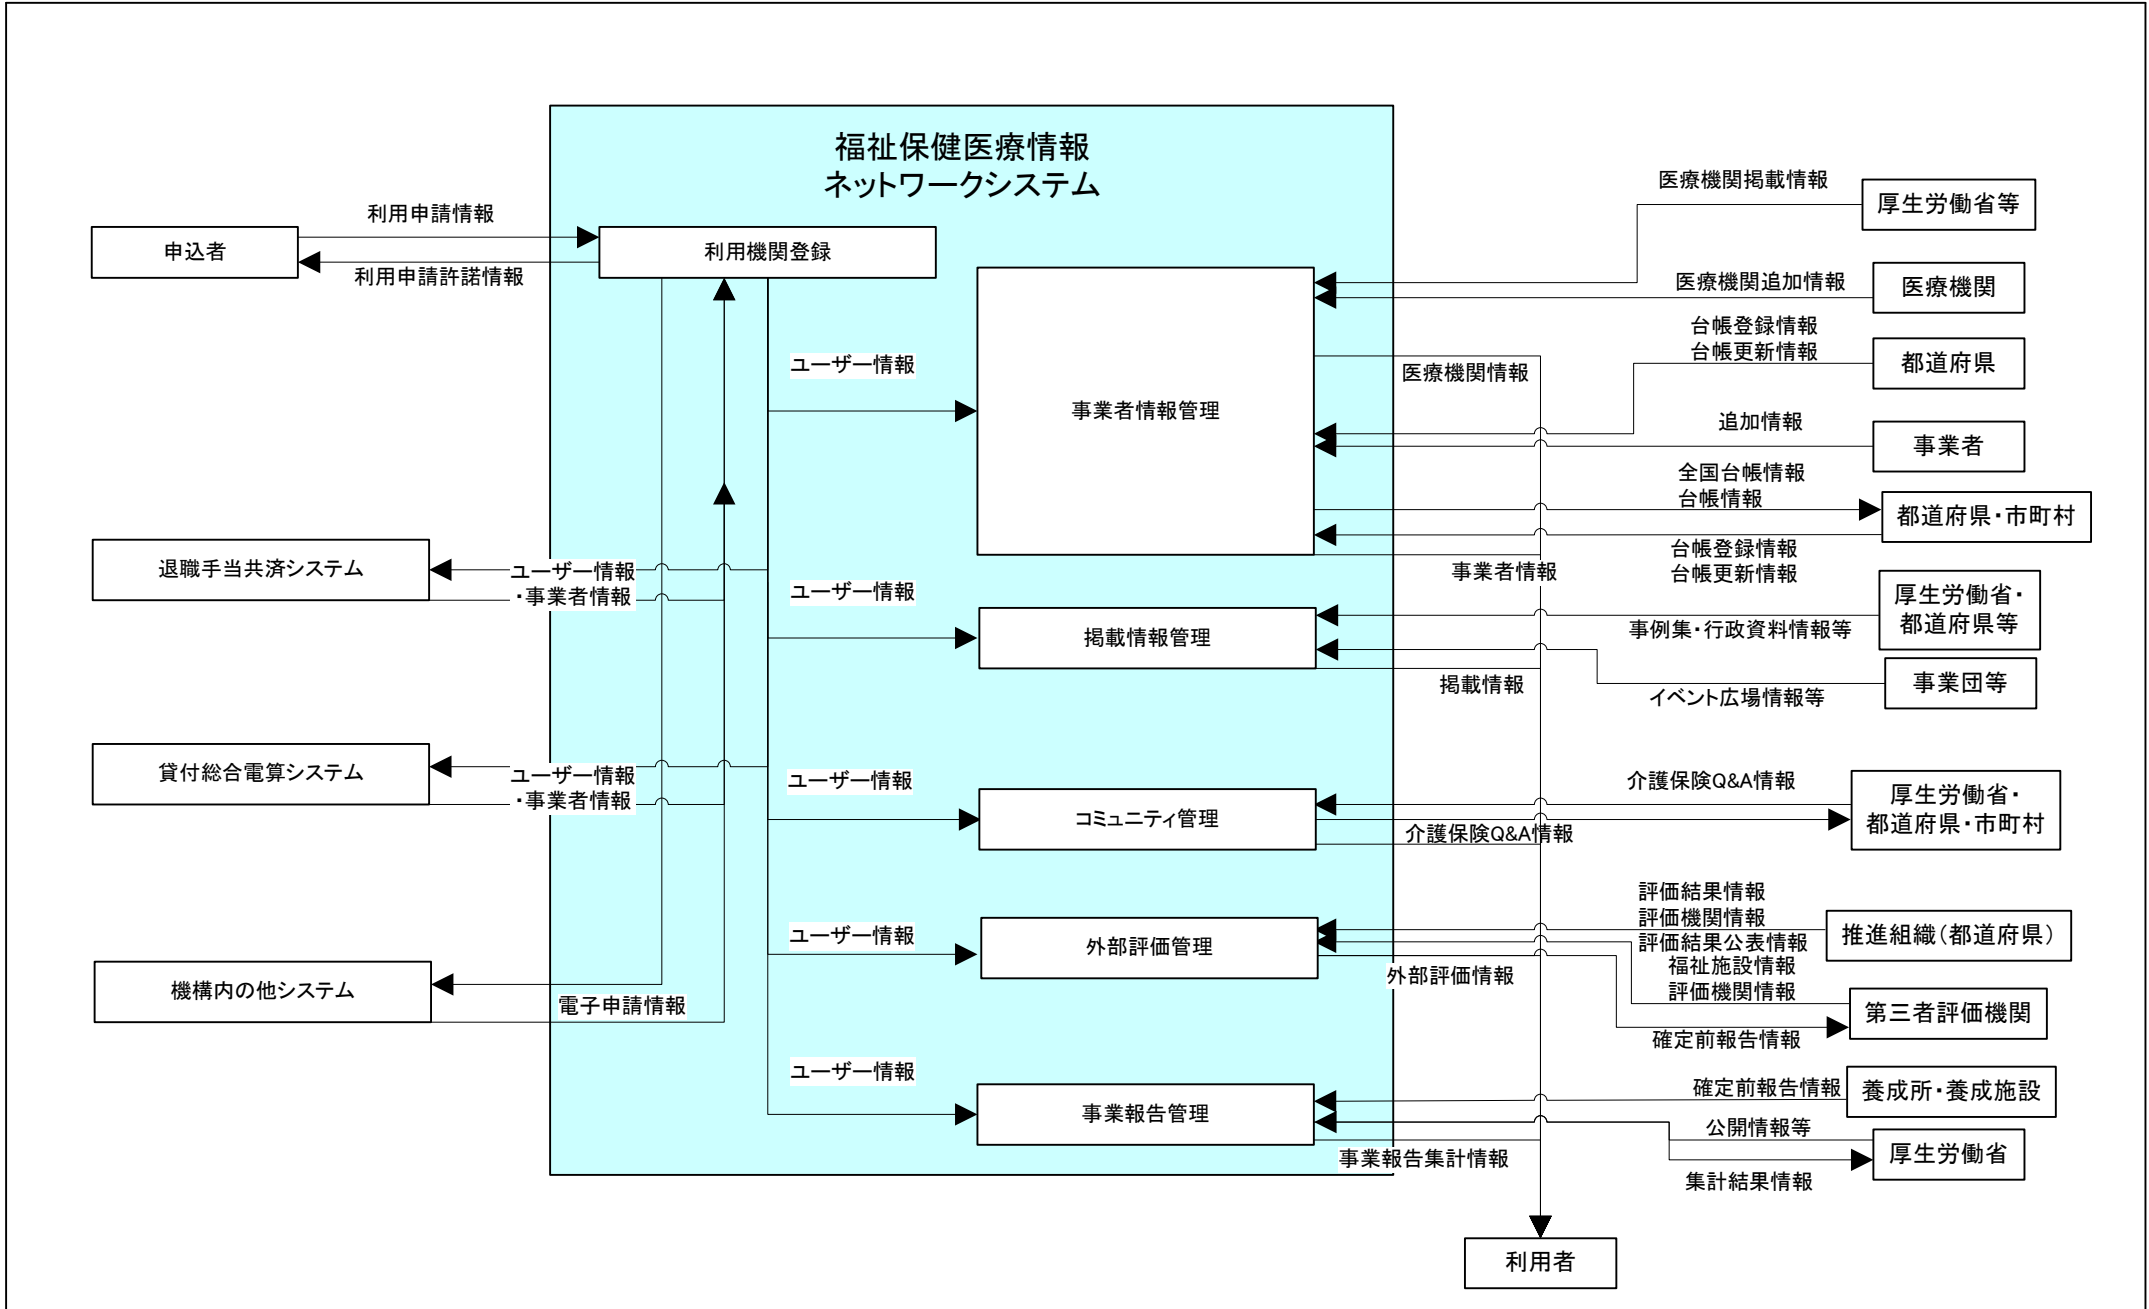 福祉保健医療情報
ネットワークシステム
申込者
利用申請情報
利用申請許諾情報
利用機関登録
退職手当共済システム
ユーザー情報
・事業者情報
貸付総合電算システム
ユーザー情報
・事業者情報
機構内の他システム
電子申請情報
ユーザー情報
事業者情報管理
ユーザー情報
掲載情報管理
ユーザー情報
コミュニティ管理
ユーザー情報
外部評価管理
ユーザー情報
事業報告管理
医療機関情報
事業者情報
掲載情報
介護保険Q&A情報
外部評価情報
事業報告集計情報
医療機関掲載情報
厚生労働省等
医療機関追加情報
医療機関
台帳登録情報
台帳更新情報
都道府県
追加情報
事業者
全国台帳情報
台帳情報
都道府県・市町村
台帳登録情報
台帳更新情報
厚生労働省・
都道府県等
事例集・行政資料情報等
事業団等
イベント広場情報等
介護保険Q&A情報
厚生労働省・
都道府県・市町村
評価結果情報
評価機関情報
評価結果公表情報
推進組織(都道府県)
福祉施設情報
評価機関情報
第三者評価機関
確定前報告情報
確定前報告情報
養成所・養成施設
公開情報等
厚生労働省
集計結果情報
利用者